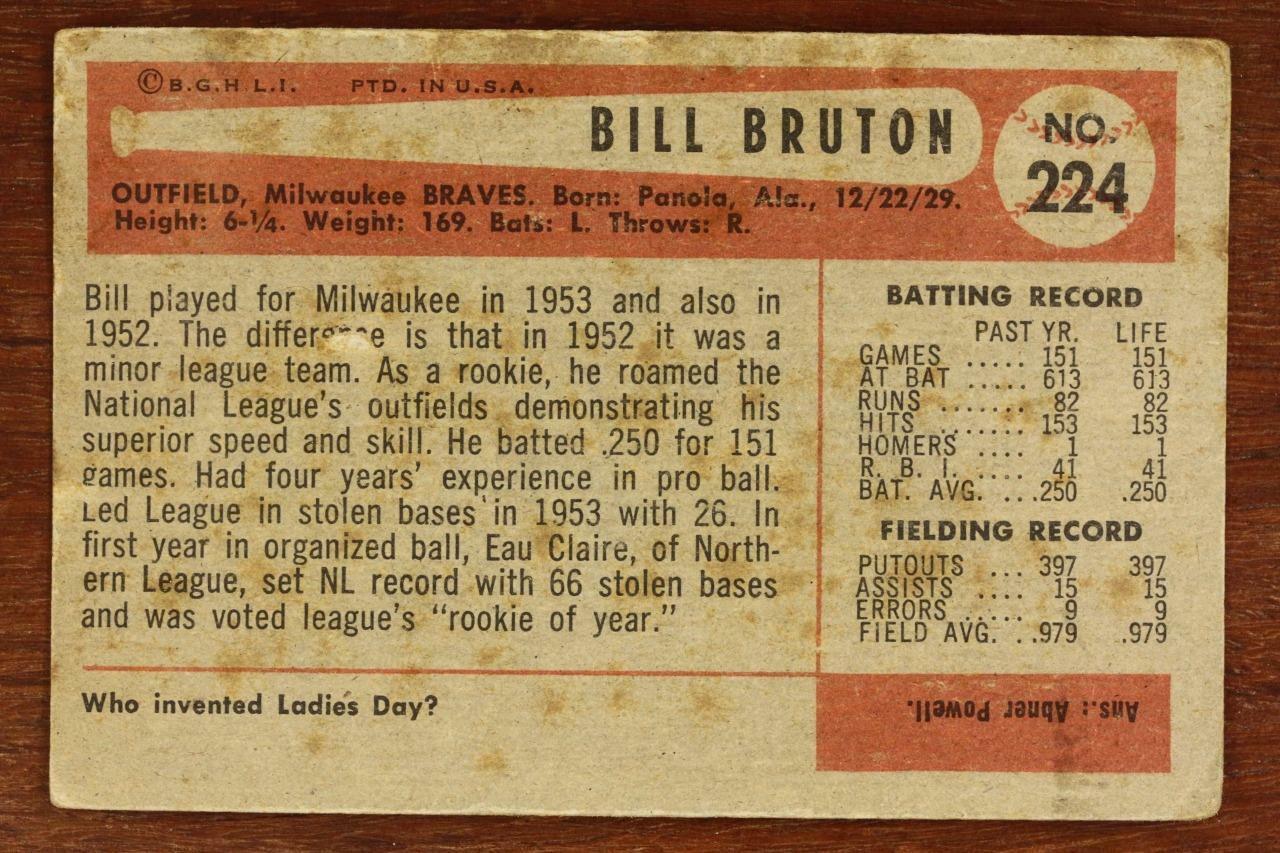 ©B.G.H.L.I. PTD. IN U.S.A.
BILL BRUTON
NO. 224
OUTFIELD, Milwaukee BRAVES. Born: Panola, Ala., 12/22/29.
Height: 6-¼. Weight: 169. Bats: L. Throws: R.
Bill played for Milwaukee in 1953 and also in
1952. The difference is that in 1952 it was a
minor league team. As a rookie, he roamed the
National League's outfields demonstrating his
superior speed and skill. He batted .250 for 151
games. Had four years' experience in pro ball.
Led League in stolen bases in 1953 with 26. In
first year in organized ball, Eau Claire, of North-
ern League, set NL record with 66 stolen bases
and was voted league's "rookie of year."
BATTING RECORD
PAST YR. LIFE
GAMES ..... 151 151
AT BAT ..... 613 613
RUNS ....... 82 82
HITS ........ 153 153
HOMERS .... 1 1
R. B. I. ..... 41 41
BAT. AVG. ... .250 .250
FIELDING RECORD
PUTOUTS ... 397 397
ASSISTS .... 15 15
ERRORS ...... 9 9
FIELD AVG. . .979 .979
Who invented Ladies Day?
Ans.: Abner Powell.